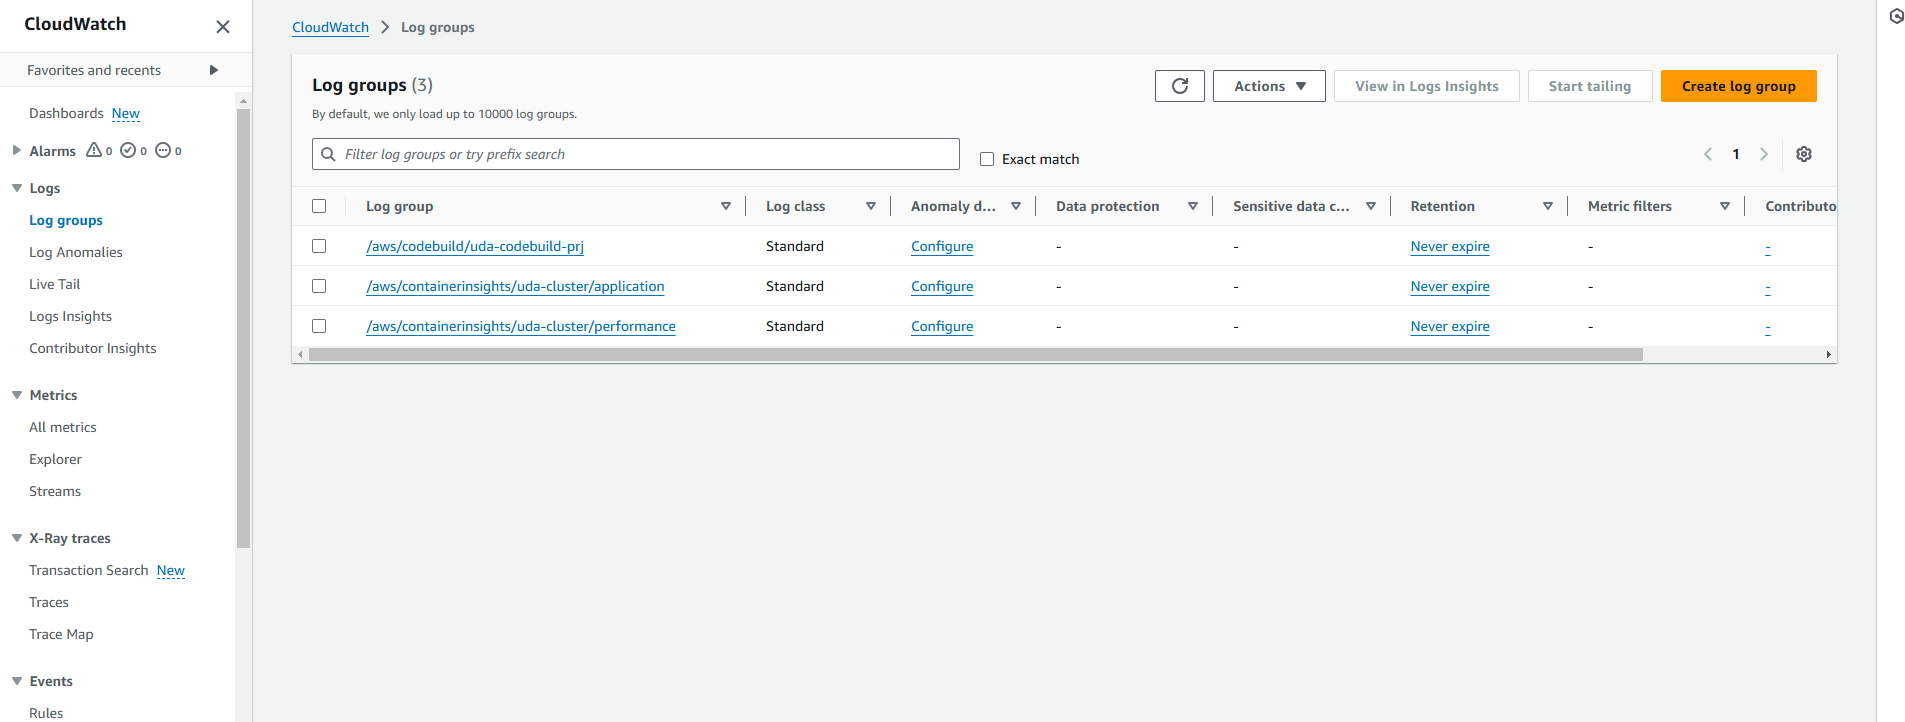 CloudWatch
Favorites and recents
Dashboards New
Alarms 0 0 0
Logs
Log groups
Log Anomalies
Live Tail
Logs Insights
Contributor Insights
Metrics
All metrics
Explorer
Streams
X-Ray traces
Transaction Search New
Traces
Trace Map
Events
Rules
CloudWatch > Log groups
Log groups (3)
By default, we only load up to 10000 log groups.
Actions
View in Logs Insights
Start tailing
Create log group
Filter log groups or try prefix search
Exact match
1
Log group Log class Anomaly d... Data protection Sensitive data c... Retention Metric filters Contributo
/aws/codebuild/uda-codebuild-prj Standard Configure - - Never expire - -
/aws/containerinsights/uda-cluster/application Standard Configure - - Never expire - -
/aws/containerinsights/uda-cluster/performance Standard Configure - - Never expire - -